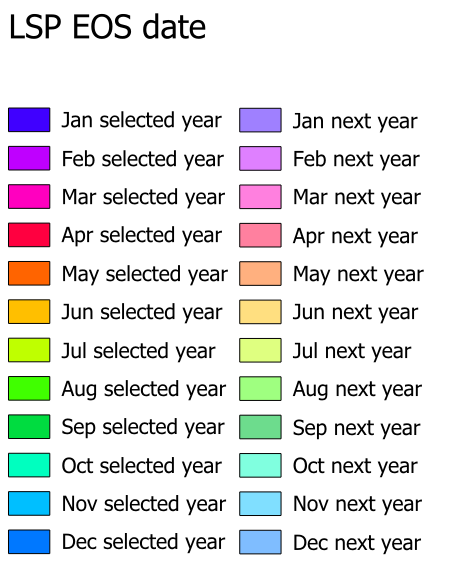 LSP EOS date
Jan selected year Jan next year
Feb selected year Feb next year
Mar selected year Mar next year
Apr selected year Apr next year
May selected year May next year
Jun selected year Jun next year
Jul selected year Jul next year
Aug selected year Aug next year
Sep selected year Sep next year
Oct selected year Oct next year
Nov selected year Nov next year
Dec selected year Dec next year